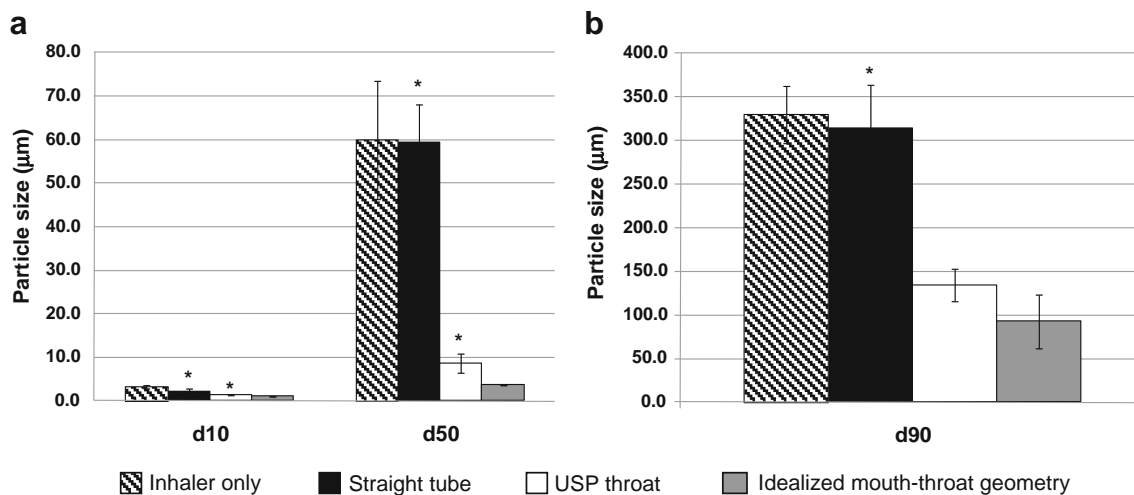 a
80.0
70.0
60.0
50.0
40.0
30.0
20.0
10.0
0.0
Particle size (µm)
* * * *
d10 d50
b
400.0
350.0
300.0
250.0
200.0
150.0
100.0
50.0
0.0
Particle size (µm)
*
d90
Inhaler only Straight tube USP throat Idealized mouth-throat geometry